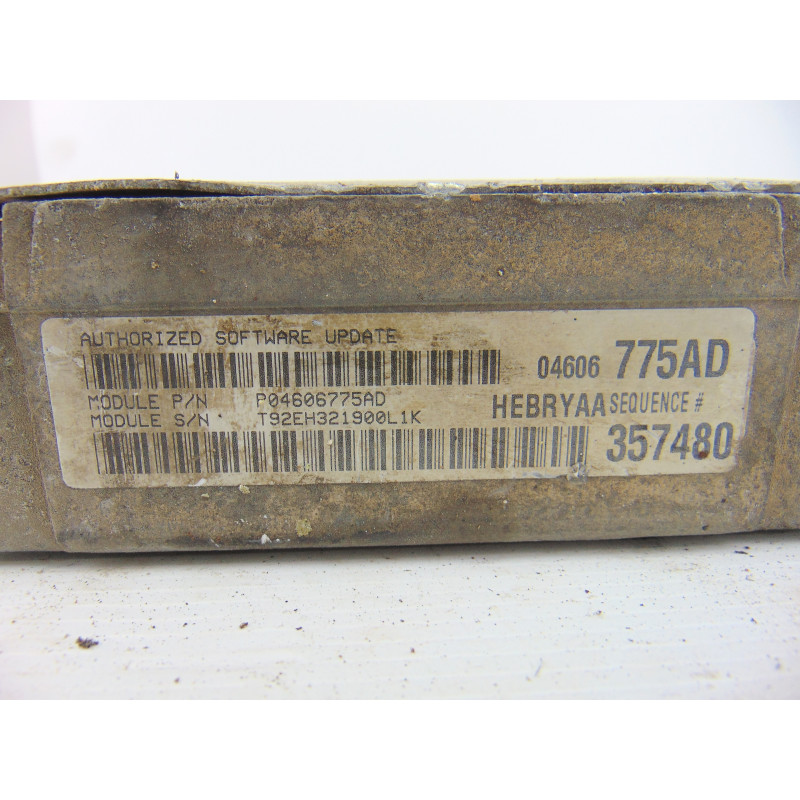 AUTHORIZED SOFTWARE UPDATE
04606 775AD
MODULE P/N P04606775AD
MODULE S/N T92EH321900L1K
HEBRYAA SEQUENCE #
357480